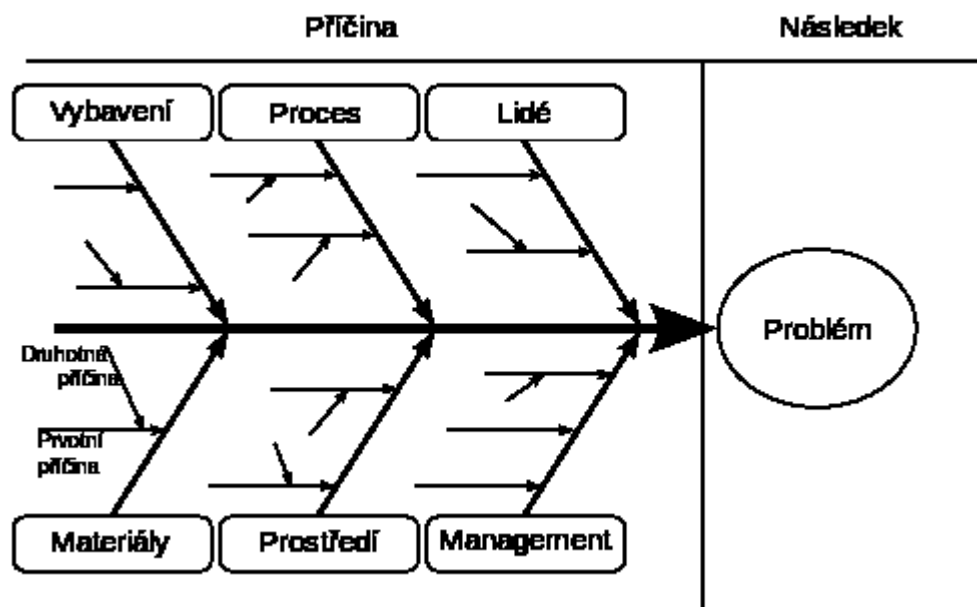 Příčina
Následek
Vybavení
Proces
Lidé
Problém
Druhotná
příčina
Prvotní
příčina
Materiály
Prostředí
Management